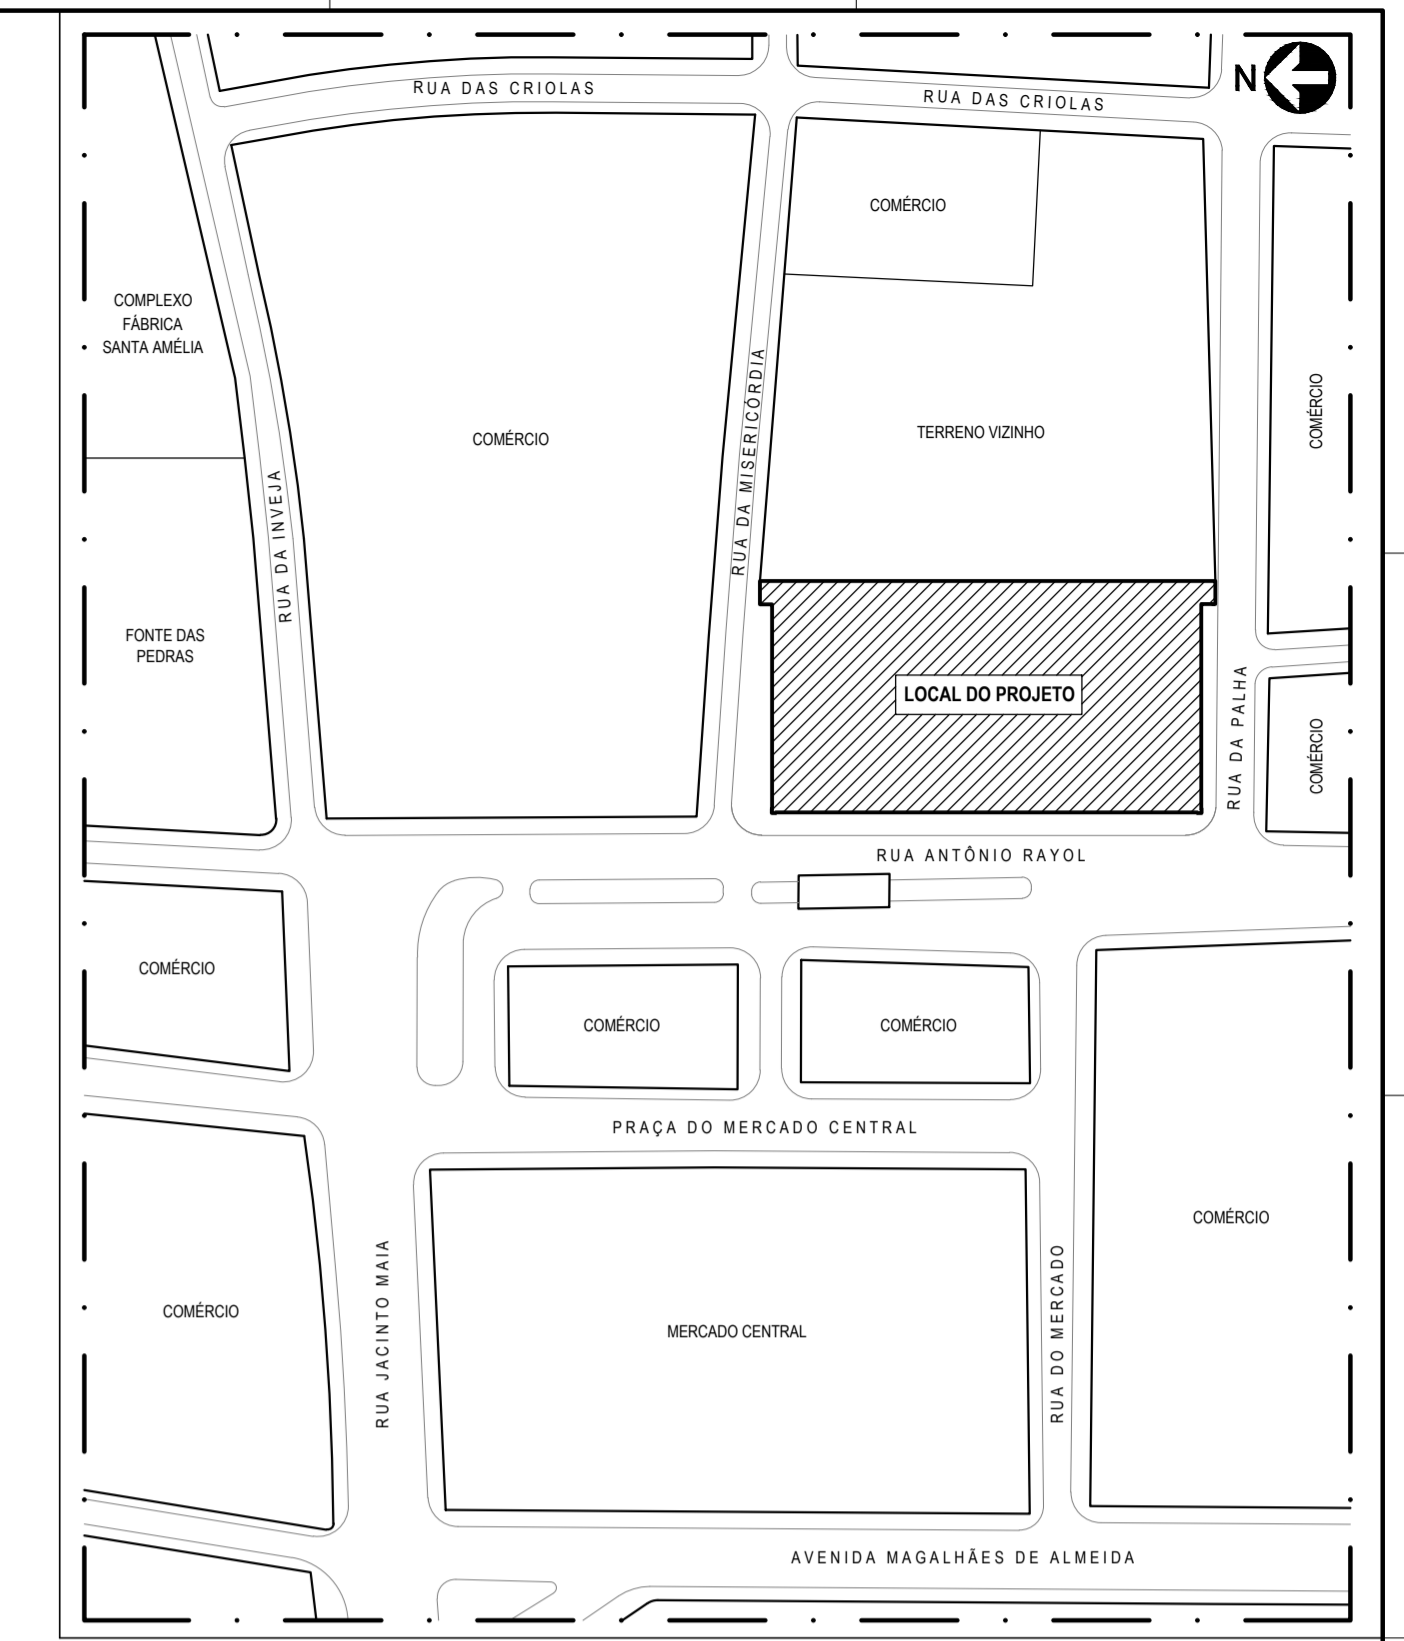 RUA DAS CRIOLAS
RUA DAS CRIOLAS
N
COMÉRCIO
COMPLEXO
FÁBRICA
SANTA AMÉLIA
COMÉRCIO
RUA DA MISERICÓRDIA
TERRENO VIZINHO
COMÉRCIO
RUA DA INVEJA
FONTE DAS
PEDRAS
LOCAL DO PROJETO
RUA DA PALHA
COMÉRCIO
RUA ANTÔNIO RAYOL
COMÉRCIO
COMÉRCIO
COMÉRCIO
PRAÇA DO MERCADO CENTRAL
COMÉRCIO
COMÉRCIO
RUA JACINTO MAIA
MERCADO CENTRAL
RUA DO MERCADO
AVENIDA MAGALHÃES DE ALMEIDA